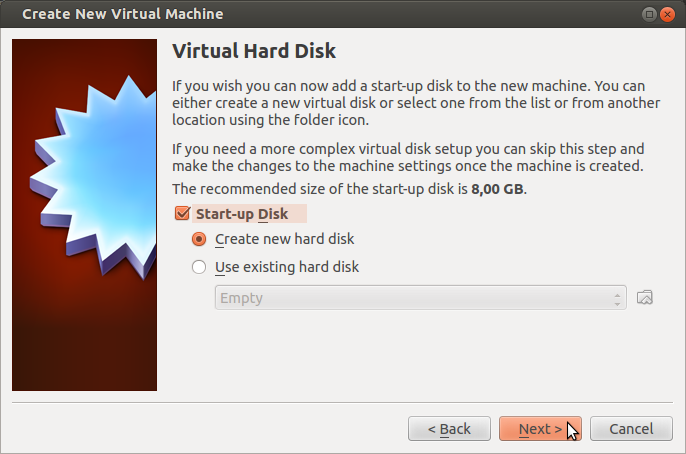 Create New Virtual Machine
Virtual Hard Disk
If you wish you can now add a start-up disk to the new machine. You can
either create a new virtual disk or select one from the list or from another
location using the folder icon.
If you need a more complex virtual disk setup you can skip this step and
make the changes to the machine settings once the machine is created.
The recommended size of the start-up disk is 8,00 GB.
Start-up Disk
Create new hard disk
Use existing hard disk
Empty
< Back Next > Cancel